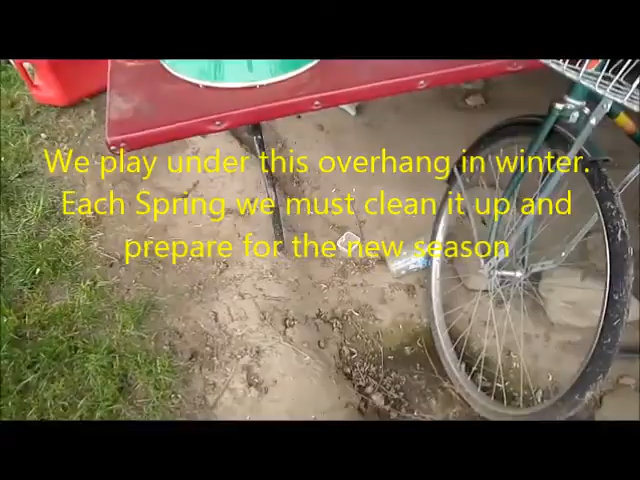 We play under this overhang in winter.
Each Spring we must clean it up and
prepare for the new season